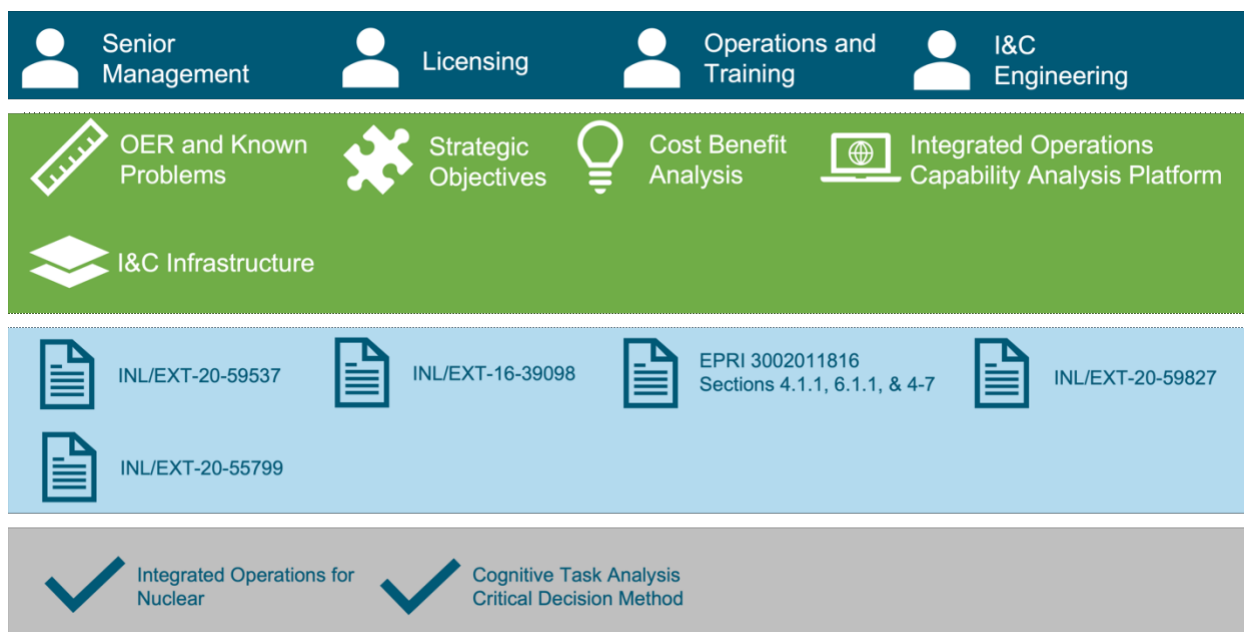 Senior
Management
Licensing
Operations and
Training
I&C
Engineering
OER and Known
Problems
Strategic
Objectives
Cost Benefit
Analysis
Integrated Operations
Capability Analysis Platform
I&C Infrastructure
INL/EXT-20-59537
INL/EXT-16-39098
EPRI 3002011816
Sections 4.1.1, 6.1.1, & 4-7
INL/EXT-20-59827
INL/EXT-20-55799
Integrated Operations for
Nuclear
Cognitive Task Analysis
Critical Decision Method